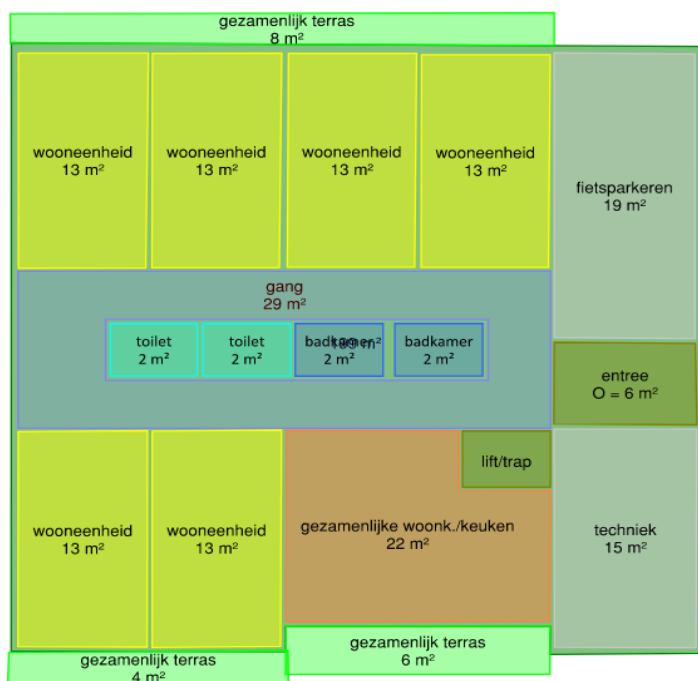 gezamenlijk terras
8 m²
wooneenheid
13 m²
wooneenheid
13 m²
wooneenheid
13 m²
wooneenheid
13 m²
fietsparkeren
19 m²
gang
29 m²
toilet
2 m²
toilet
2 m²
badkamer
2 m²
badkamer
2 m²
entree
O = 6 m²
lift/trap
wooneenheid
13 m²
wooneenheid
13 m²
gezamenlijke woonk./keuken
22 m²
techniek
15 m²
gezamenlijk terras
6 m²
gezamenlijk terras
4 m²